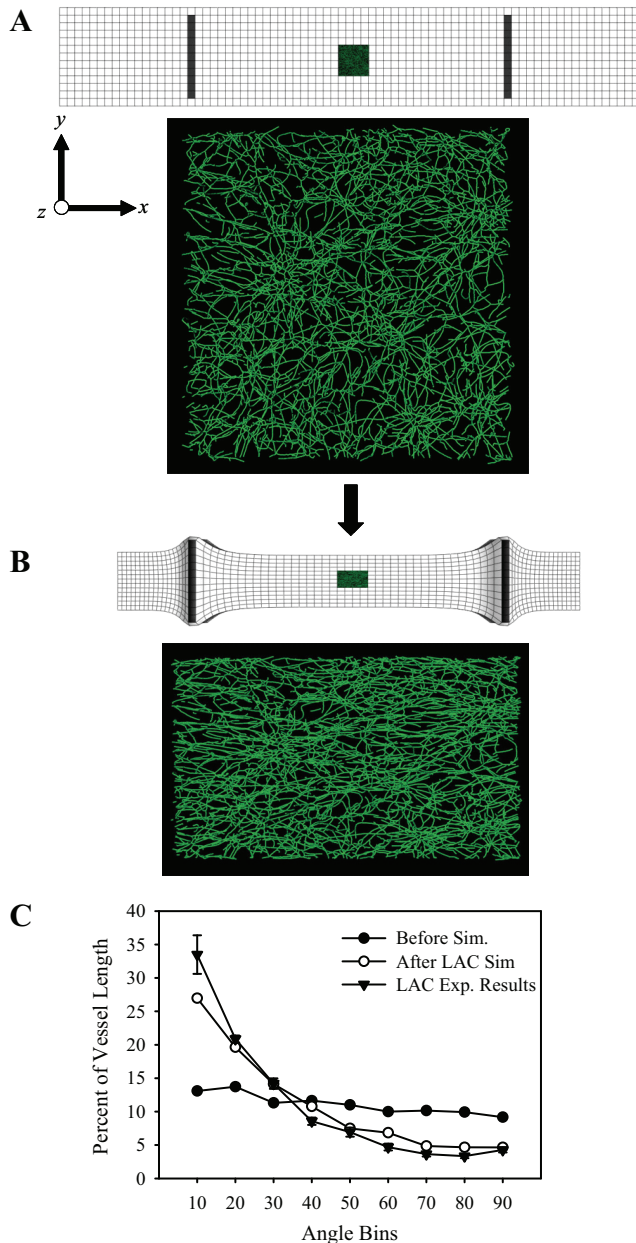 A
y
z
x
B
C
Percent of Vessel Length
40
35
30
25
20
15
10
5
0
Before Sim.
After LAC Sim
LAC Exp. Results
10 20 30 40 50 60 70 80 90
Angle Bins